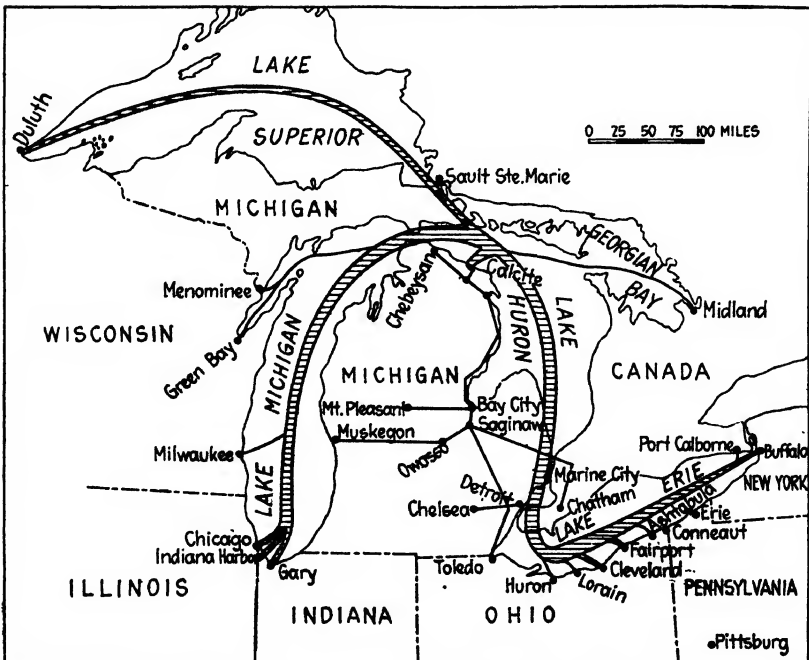 LAKE
Duluth
SUPERIOR
0 25 50 75 100 MILES
Sault Ste. Marie
MICHIGAN
GEORGIAN
BAY
Calcite
Chebeysan
Menominee
Midland
HURON
LAKE
WISCONSIN
Green Bay
MICHIGAN
LAKE
MICHIGAN
CANADA
Mt. Pleasant
Bay City
Saginaw
Muskegon
Owosso
Milwaukee
Port Calborne
Buffalo
Marine City
ERIE
LAKE
NEW YORK
Detroit
Chatham
Chelsea
Ashtabula
Erie
Conneaut
Chicago
Indiana Harbor
Gary
Toledo
Fairport
Cleveland
Lorain
Huron
ILLINOIS
INDIANA
OHIO
PENNSYLVANIA
Pittsburg